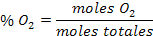 % O₂ = moles O₂ / moles totales